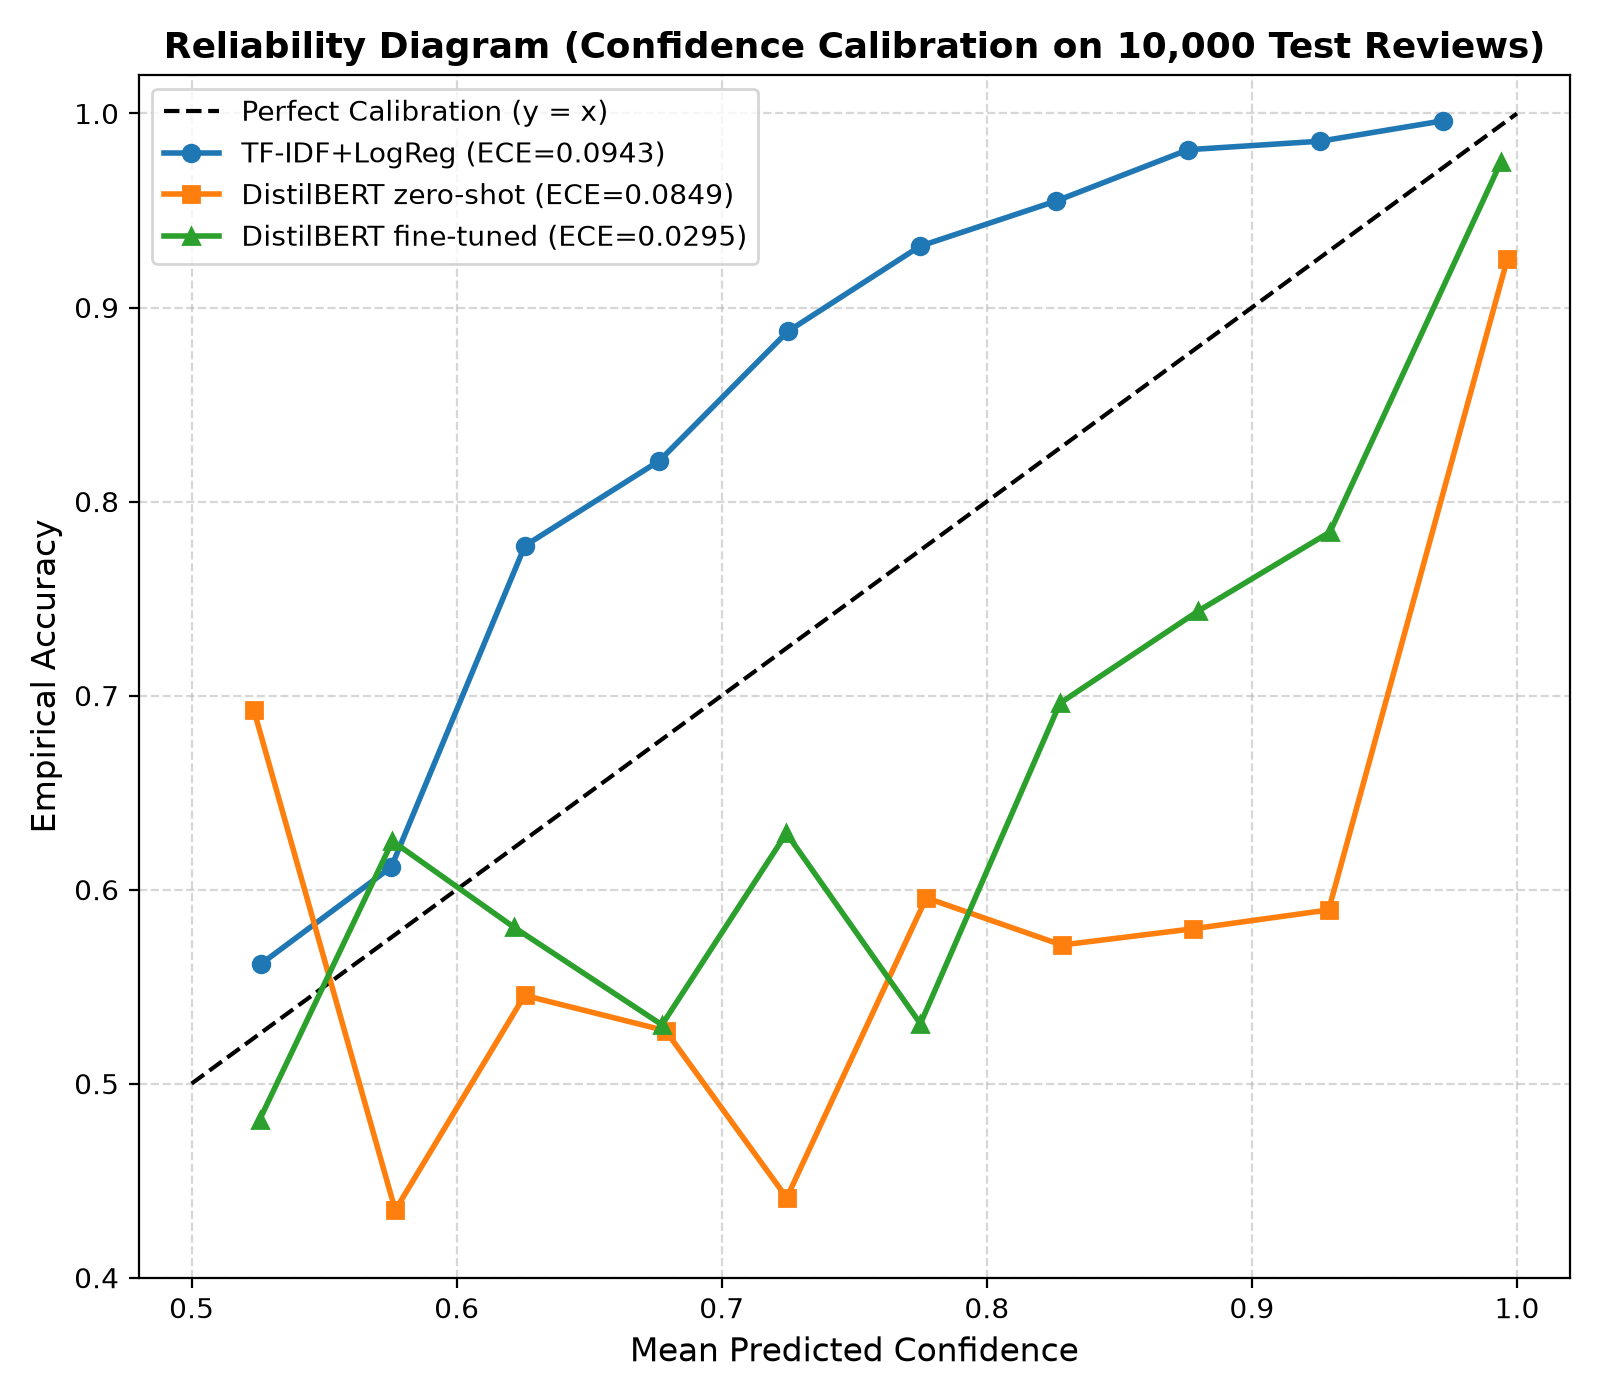 Reliability Diagram (Confidence Calibration on 10,000 Test Reviews)
Perfect Calibration (y = x)
TF-IDF+LogReg (ECE=0.0943)
DistilBERT zero-shot (ECE=0.0849)
DistilBERT fine-tuned (ECE=0.0295)
Empirical Accuracy
1.0
0.9
0.8
0.7
0.6
0.5
0.4
0.5 0.6 0.7 0.8 0.9 1.0
Mean Predicted Confidence